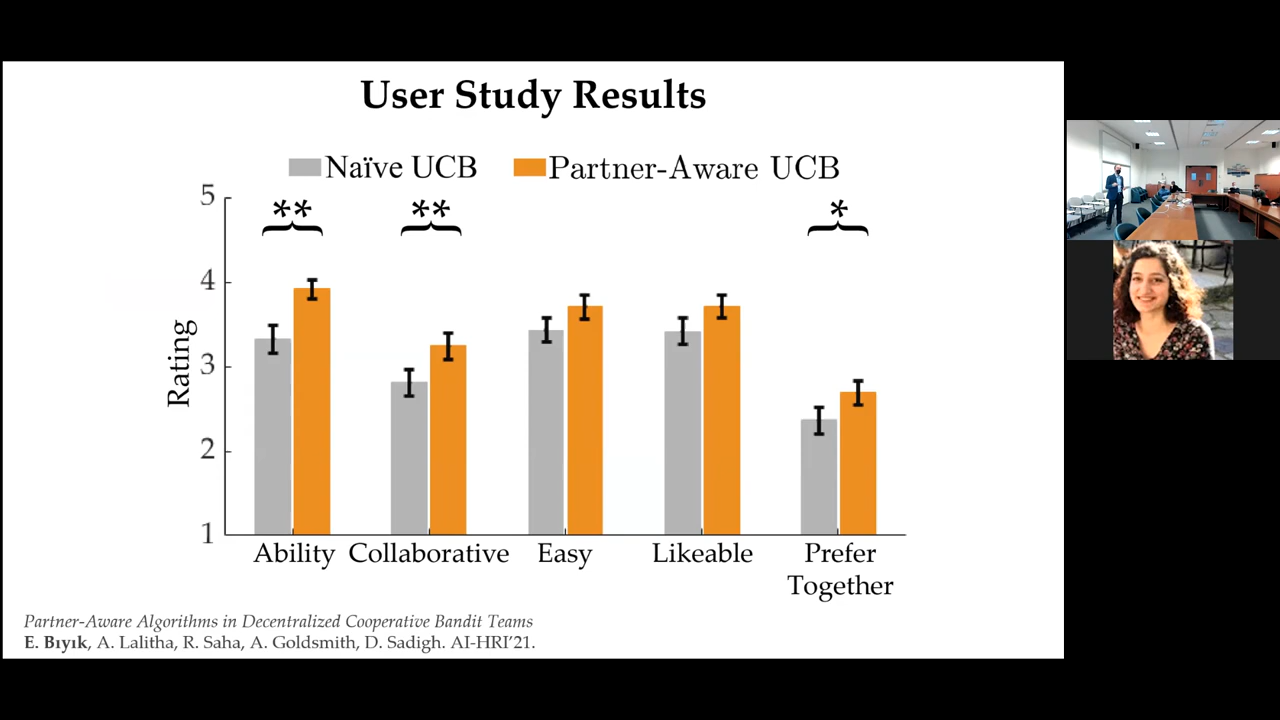 User Study Results
Naïve UCB
Partner-Aware UCB
5
** ** *
4
3
2
1
Rating
Ability
Collaborative
Easy
Likeable
Prefer
Together
Partner-Aware Algorithms in Decentralized Cooperative Bandit Teams
E. Bıyık, A. Lalitha, R. Saha, A. Goldsmith, D. Sadigh. AI-HRI'21.